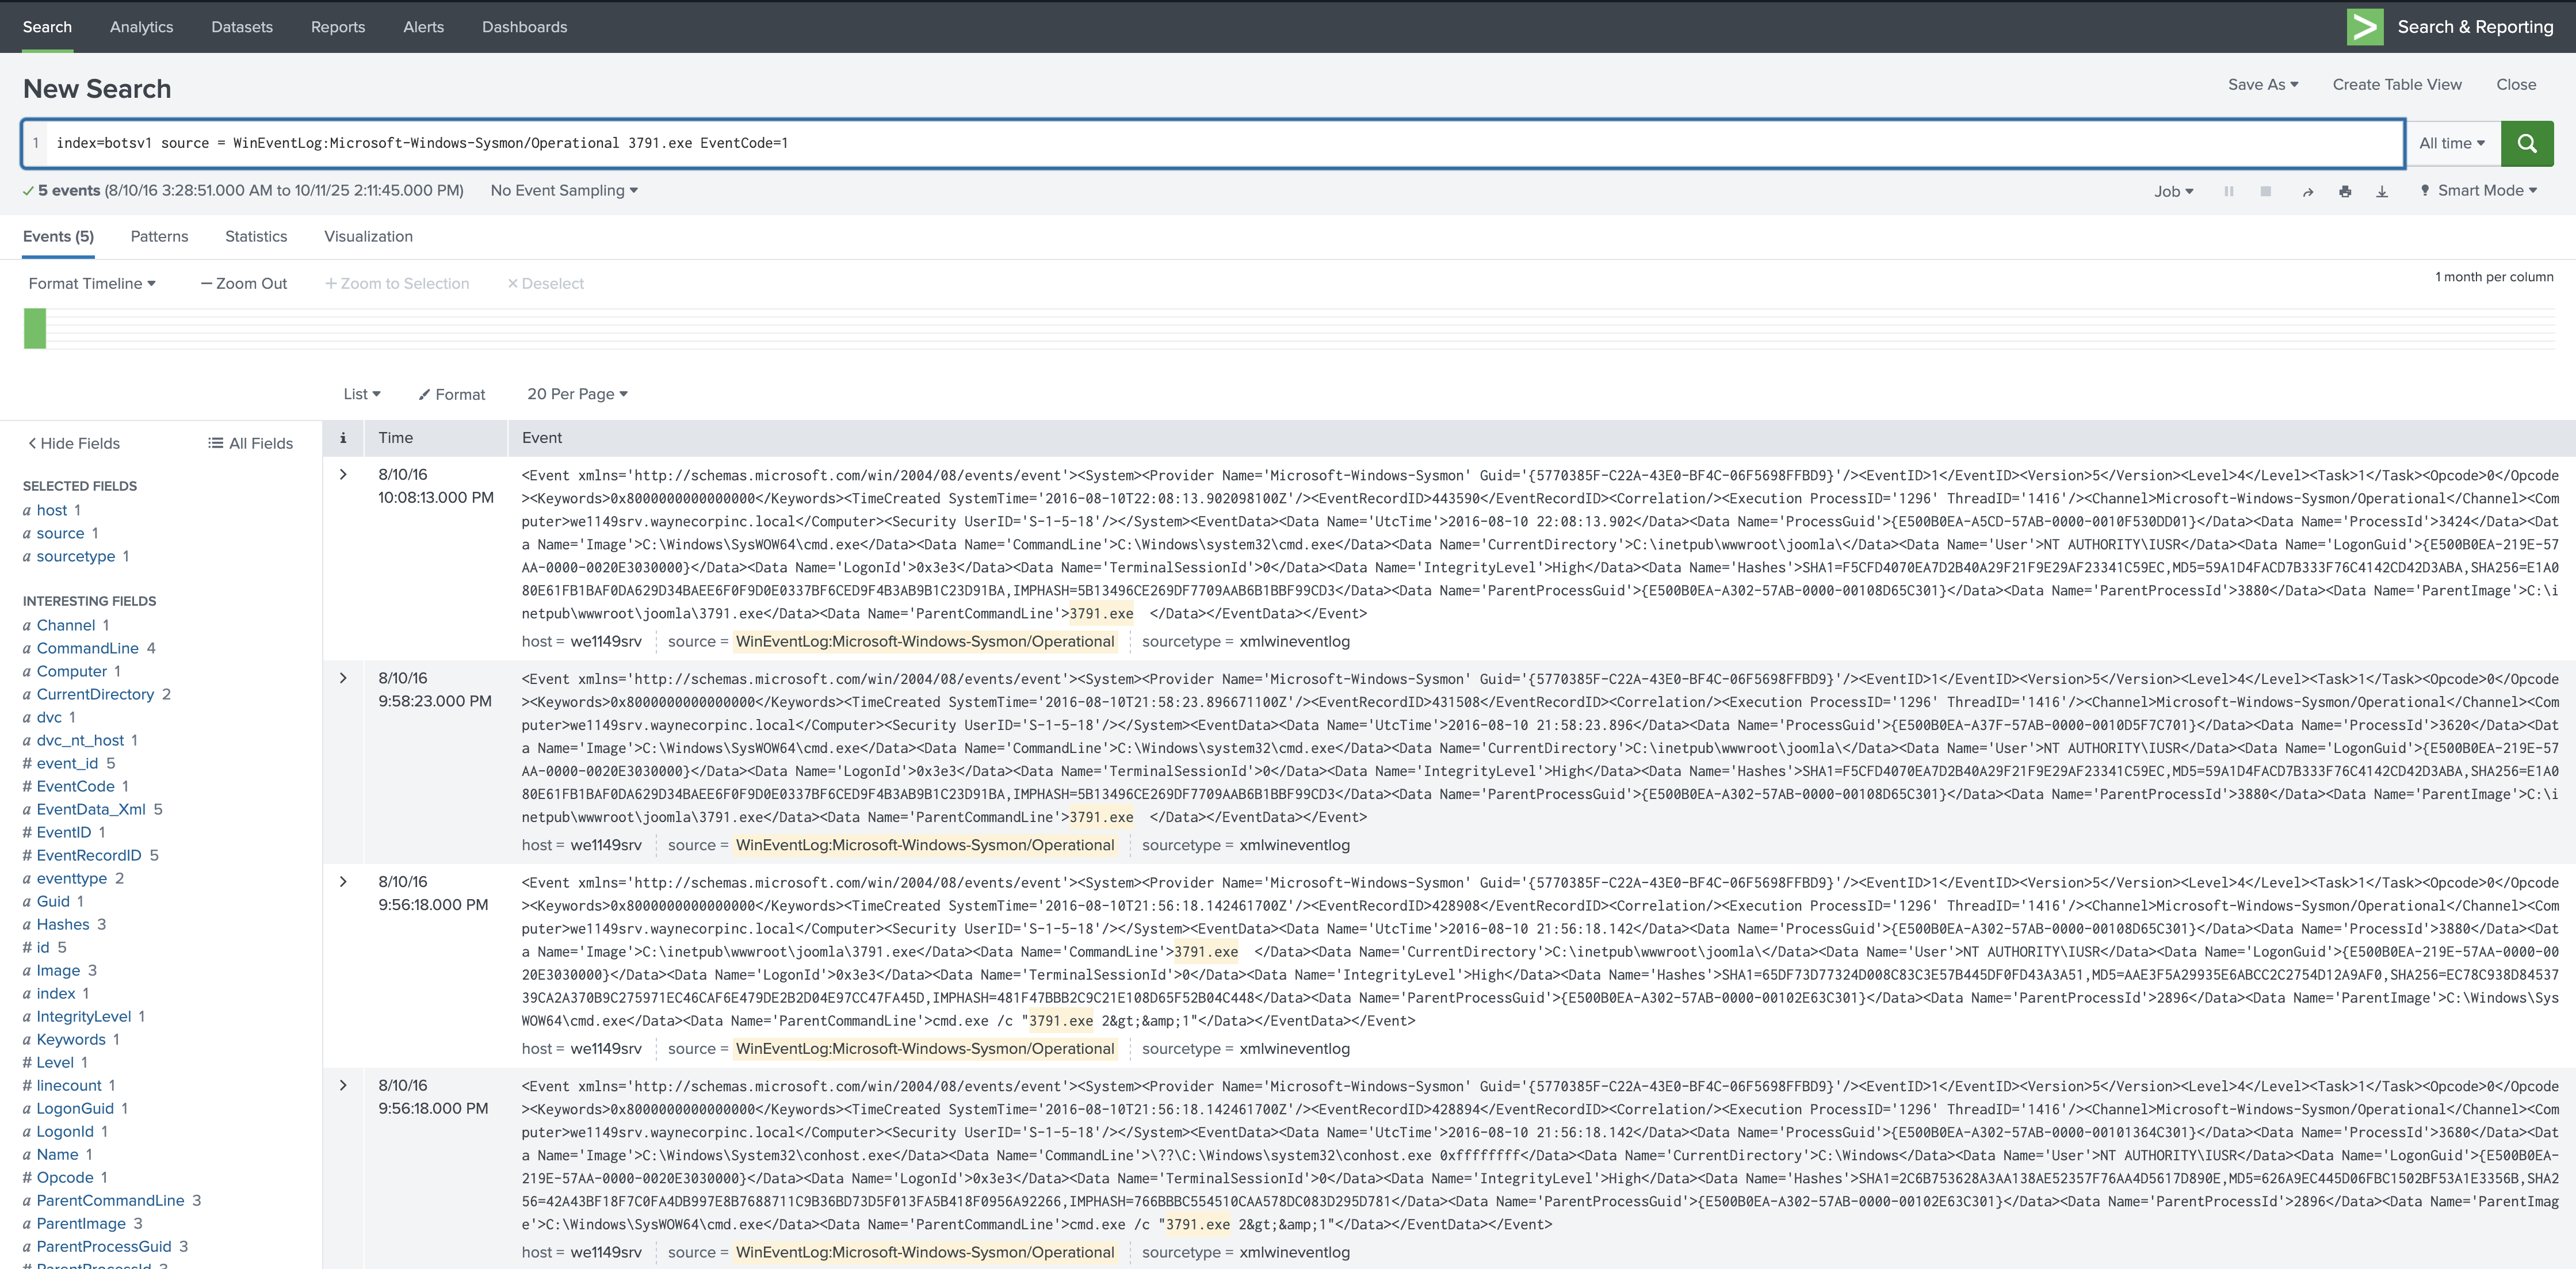 Search Analytics Datasets Reports Alerts Dashboards Search & Reporting
New Search Save As Create Table View Close
1 index=botsv1 source = WinEventLog:Microsoft-Windows-Sysmon/Operational 3791.exe EventCode=1 All time
5 events (8/10/16 3:28:51.000 AM to 10/11/25 2:11:45.000 PM) No Event Sampling Job Smart Mode
Events (5) Patterns Statistics Visualization
Format Timeline — Zoom Out + Zoom to Selection × Deselect 1 month per column
List Format 20 Per Page
< Hide Fields All Fields
SELECTED FIELDS
a host 1
a source 1
a sourcetype 1
INTERESTING FIELDS
a Channel 1
a CommandLine 4
a Computer 1
a CurrentDirectory 2
a dvc 1
a dvc_nt_host 1
# event_id 5
# EventCode 1
a EventData_Xml 5
# EventID 1
# EventRecordID 5
a eventtype 2
a Guid 1
a Hashes 3
# id 5
a Image 3
a index 1
a IntegrityLevel 1
a Keywords 1
# Level 1
# linecount 1
a LogonGuid 1
a LogonId 1
a Name 1
# Opcode 1
a ParentCommandLine 3
a ParentImage 3
a ParentProcessGuid 3
# ParentProcessId 3
i Time Event
8/10/16
10:08:13.000 PM
<Event xmlns='http://schemas.microsoft.com/win/2004/08/events/event'><System><Provider Name='Microsoft-Windows-Sysmon' Guid='{5770385F-C22A-43E0-BF4C-06F5698FFBD9}'/><EventID>1</EventID><Version>5</Version><Level>4</Level><Task>1</Task><Opcode>0</Opcode
><Keywords>0x8000000000000000</Keywords><TimeCreated SystemTime='2016-08-10T22:08:13.902098100Z'/><EventRecordID>443590</EventRecordID><Correlation/><Execution ProcessID='1296' ThreadID='1416'/><Channel>Microsoft-Windows-Sysmon/Operational</Channel><Com
puter>we1149srv.waynecorpinc.local</Computer><Security UserID='S-1-5-18'/></System><EventData><Data Name='UtcTime'>2016-08-10 22:08:13.902</Data><Data Name='ProcessGuid'>{E500B0EA-A5CD-57AB-0000-0010F530DD01}</Data><Data Name='ProcessId'>3424</Data><Dat
a Name='Image'>C:\Windows\SysWOW64\cmd.exe</Data><Data Name='CommandLine'>C:\Windows\system32\cmd.exe</Data><Data Name='CurrentDirectory'>C:\inetpub\wwwroot\joomla\</Data><Data Name='User'>NT AUTHORITY\IUSR</Data><Data Name='LogonGuid'>{E500B0EA-219E-57
AA-0000-0020E3030000}</Data><Data Name='LogonId'>0x3e3</Data><Data Name='TerminalSessionId'>0</Data><Data Name='IntegrityLevel'>High</Data><Data Name='Hashes'>SHA1=F5CFD4070EA7D2B40A29F21F9E29AF23341C59EC,MD5=59A1D4FACD7B333F76C4142CD42D3ABA,SHA256=E1A0
80E61FB1BAF0DA629D34BAEE6F0F9D0E0337BF6CED9F4B3AB9B1C23D91BA,IMPHASH=5B13496CE269DF7709AAB6B1BBF99CD3</Data><Data Name='ParentProcessGuid'>{E500B0EA-A302-57AB-0000-00108D65C301}</Data><Data Name='ParentProcessId'>3880</Data><Data Name='ParentImage'>C:\i
netpub\wwwroot\joomla\3791.exe</Data><Data Name='ParentCommandLine'>3791.exe  </Data></EventData></Event>
host = we1149srv source = WinEventLog:Microsoft-Windows-Sysmon/Operational sourcetype = xmlwineventlog
8/10/16
9:58:23.000 PM
<Event xmlns='http://schemas.microsoft.com/win/2004/08/events/event'><System><Provider Name='Microsoft-Windows-Sysmon' Guid='{5770385F-C22A-43E0-BF4C-06F5698FFBD9}'/><EventID>1</EventID><Version>5</Version><Level>4</Level><Task>1</Task><Opcode>0</Opcode
><Keywords>0x8000000000000000</Keywords><TimeCreated SystemTime='2016-08-10T21:58:23.896671100Z'/><EventRecordID>431508</EventRecordID><Correlation/><Execution ProcessID='1296' ThreadID='1416'/><Channel>Microsoft-Windows-Sysmon/Operational</Channel><Com
puter>we1149srv.waynecorpinc.local</Computer><Security UserID='S-1-5-18'/></System><EventData><Data Name='UtcTime'>2016-08-10 21:58:23.896</Data><Data Name='ProcessGuid'>{E500B0EA-A37F-57AB-0000-0010D5F7C701}</Data><Data Name='ProcessId'>3620</Data><Dat
a Name='Image'>C:\Windows\SysWOW64\cmd.exe</Data><Data Name='CommandLine'>C:\Windows\system32\cmd.exe</Data><Data Name='CurrentDirectory'>C:\inetpub\wwwroot\joomla\</Data><Data Name='User'>NT AUTHORITY\IUSR</Data><Data Name='LogonGuid'>{E500B0EA-219E-57
AA-0000-0020E3030000}</Data><Data Name='LogonId'>0x3e3</Data><Data Name='TerminalSessionId'>0</Data><Data Name='IntegrityLevel'>High</Data><Data Name='Hashes'>SHA1=F5CFD4070EA7D2B40A29F21F9E29AF23341C59EC,MD5=59A1D4FACD7B333F76C4142CD42D3ABA,SHA256=E1A0
80E61FB1BAF0DA629D34BAEE6F0F9D0E0337BF6CED9F4B3AB9B1C23D91BA,IMPHASH=5B13496CE269DF7709AAB6B1BBF99CD3</Data><Data Name='ParentProcessGuid'>{E500B0EA-A302-57AB-0000-00108D65C301}</Data><Data Name='ParentProcessId'>3880</Data><Data Name='ParentImage'>C:\i
netpub\wwwroot\joomla\3791.exe</Data><Data Name='ParentCommandLine'>3791.exe  </Data></EventData></Event>
host = we1149srv source = WinEventLog:Microsoft-Windows-Sysmon/Operational sourcetype = xmlwineventlog
8/10/16
9:56:18.000 PM
<Event xmlns='http://schemas.microsoft.com/win/2004/08/events/event'><System><Provider Name='Microsoft-Windows-Sysmon' Guid='{5770385F-C22A-43E0-BF4C-06F5698FFBD9}'/><EventID>1</EventID><Version>5</Version><Level>4</Level><Task>1</Task><Opcode>0</Opcode
><Keywords>0x8000000000000000</Keywords><TimeCreated SystemTime='2016-08-10T21:56:18.142461700Z'/><EventRecordID>428908</EventRecordID><Correlation/><Execution ProcessID='1296' ThreadID='1416'/><Channel>Microsoft-Windows-Sysmon/Operational</Channel><Com
puter>we1149srv.waynecorpinc.local</Computer><Security UserID='S-1-5-18'/></System><EventData><Data Name='UtcTime'>2016-08-10 21:56:18.142</Data><Data Name='ProcessGuid'>{E500B0EA-A302-57AB-0000-00108D65C301}</Data><Data Name='ProcessId'>3880</Data><Dat
a Name='Image'>C:\inetpub\wwwroot\joomla\3791.exe</Data><Data Name='CommandLine'>3791.exe  </Data><Data Name='CurrentDirectory'>C:\inetpub\wwwroot\joomla\</Data><Data Name='User'>NT AUTHORITY\IUSR</Data><Data Name='LogonGuid'>{E500B0EA-219E-57AA-0000-00
20E3030000}</Data><Data Name='LogonId'>0x3e3</Data><Data Name='TerminalSessionId'>0</Data><Data Name='IntegrityLevel'>High</Data><Data Name='Hashes'>SHA1=65DF73D77324D008C83C3E57B445DF0FD43A3A51,MD5=AAE3F5A29935E6ABCC2C2754D12A9AF0,SHA256=EC78C938D84537
39CA2A370B9C275971EC46CAF6E479DE2B2D04E97CC47FA45D,IMPHASH=481F47BBB2C9C21E108D65F52B04C448</Data><Data Name='ParentProcessGuid'>{E500B0EA-A302-57AB-0000-00102E63C301}</Data><Data Name='ParentProcessId'>2896</Data><Data Name='ParentImage'>C:\Windows\Sys
WOW64\cmd.exe</Data><Data Name='ParentCommandLine'>cmd.exe /c "3791.exe 2&gt;&amp;1"</Data></EventData></Event>
host = we1149srv source = WinEventLog:Microsoft-Windows-Sysmon/Operational sourcetype = xmlwineventlog
8/10/16
9:56:18.000 PM
<Event xmlns='http://schemas.microsoft.com/win/2004/08/events/event'><System><Provider Name='Microsoft-Windows-Sysmon' Guid='{5770385F-C22A-43E0-BF4C-06F5698FFBD9}'/><EventID>1</EventID><Version>5</Version><Level>4</Level><Task>1</Task><Opcode>0</Opcode
><Keywords>0x8000000000000000</Keywords><TimeCreated SystemTime='2016-08-10T21:56:18.142461700Z'/><EventRecordID>428894</EventRecordID><Correlation/><Execution ProcessID='1296' ThreadID='1416'/><Channel>Microsoft-Windows-Sysmon/Operational</Channel><Com
puter>we1149srv.waynecorpinc.local</Computer><Security UserID='S-1-5-18'/></System><EventData><Data Name='UtcTime'>2016-08-10 21:56:18.142</Data><Data Name='ProcessGuid'>{E500B0EA-A302-57AB-0000-00101364C301}</Data><Data Name='ProcessId'>3680</Data><Dat
a Name='Image'>C:\Windows\System32\conhost.exe</Data><Data Name='CommandLine'>\??\C:\Windows\system32\conhost.exe 0xffffffff</Data><Data Name='CurrentDirectory'>C:\Windows</Data><Data Name='User'>NT AUTHORITY\IUSR</Data><Data Name='LogonGuid'>{E500B0EA-
219E-57AA-0000-0020E3030000}</Data><Data Name='LogonId'>0x3e3</Data><Data Name='TerminalSessionId'>0</Data><Data Name='IntegrityLevel'>High</Data><Data Name='Hashes'>SHA1=2C6B753628A3AA138AE52357F76AA4D5617D890E,MD5=626A9EC445D06FBC1502BF53A1E3356B,SHA2
56=42A43BF18F7C0FA4DB997E8B7688711C9B36BD73D5F013FA5B418F0956A92266,IMPHASH=766BBBC554510CAA578DC083D295D781</Data><Data Name='ParentProcessGuid'>{E500B0EA-A302-57AB-0000-00102E63C301}</Data><Data Name='ParentProcessId'>2896</Data><Data Name='ParentImag
e'>C:\Windows\SysWOW64\cmd.exe</Data><Data Name='ParentCommandLine'>cmd.exe /c "3791.exe 2&gt;&amp;1"</Data></EventData></Event>
host = we1149srv source = WinEventLog:Microsoft-Windows-Sysmon/Operational sourcetype = xmlwineventlog